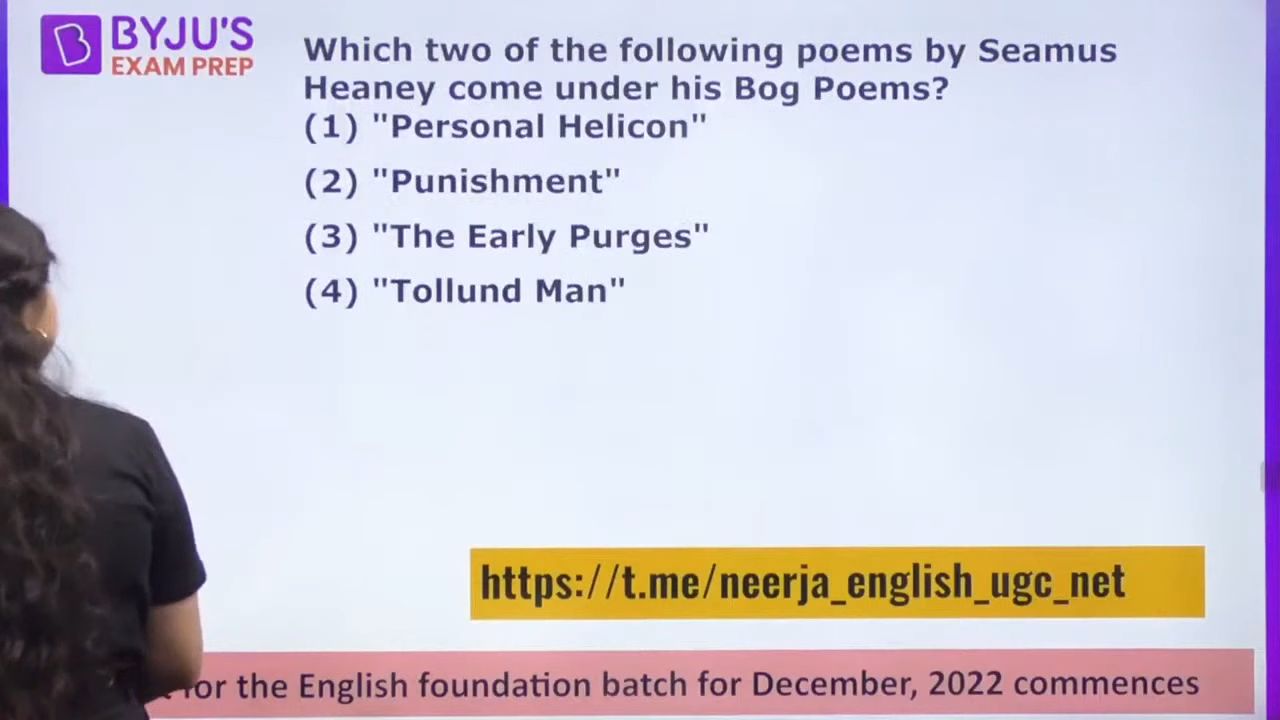 BYJU'S
EXAM PREP
Which two of the following poems by Seamus
Heaney come under his Bog Poems?
(1) "Personal Helicon"
(2) "Punishment"
(3) "The Early Purges"
(4) "Tollund Man"
https://t.me/neerja_english_ugc_net
for the English foundation batch for December, 2022 commences